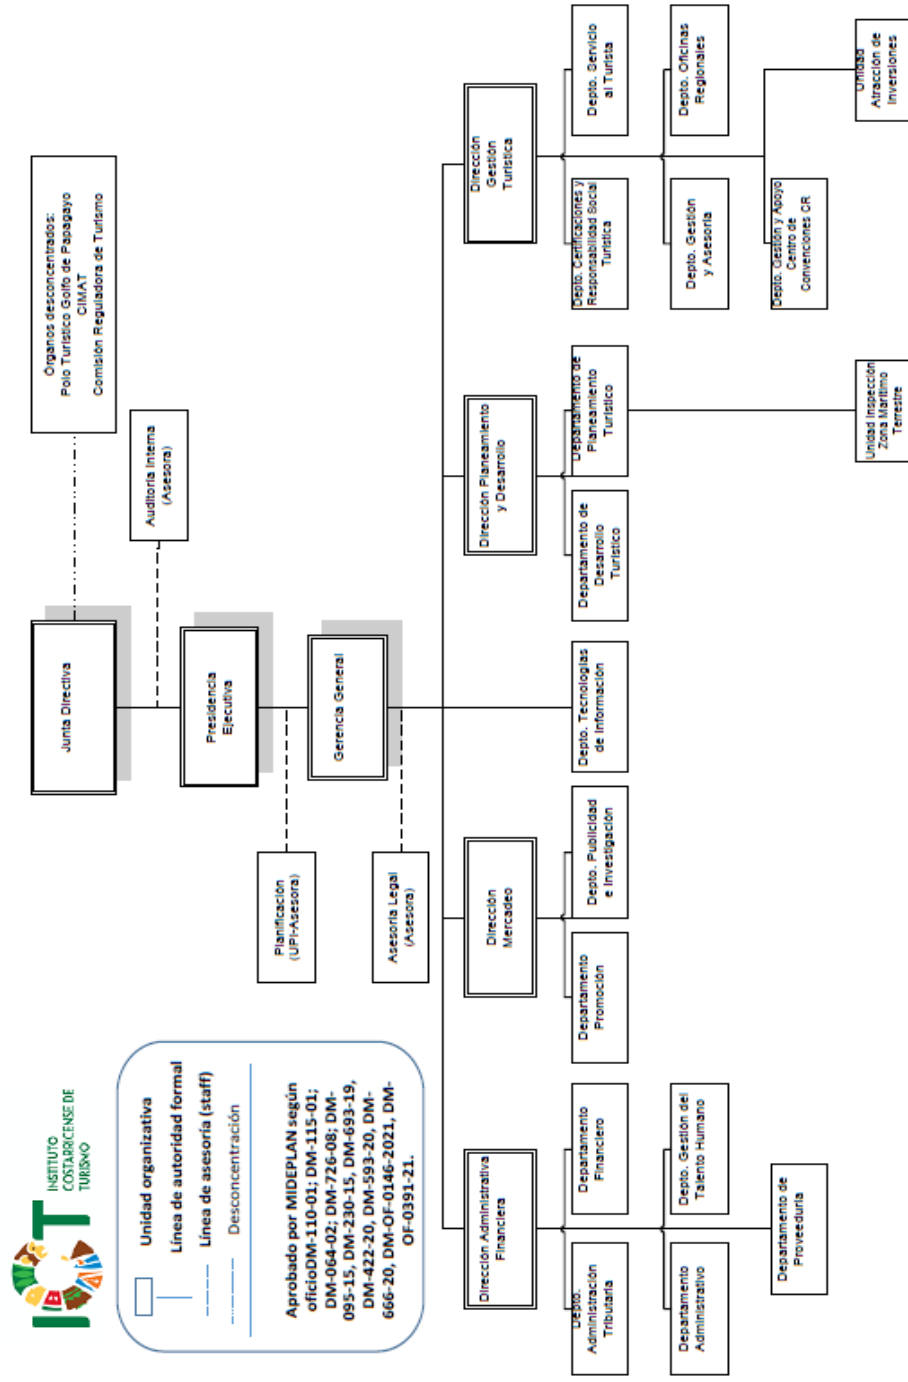 ICT
INSTITUTO
COSTARRICENSE DE
TURISMO
Unidad organizativa
Línea de autoridad formal
Línea de asesoría (staff)
Desconcentración
Aprobado por MIDEPLAN según
oficioDM-110-01; DM-115-01;
DM-064-02; DM-726-08; DM-
095-15, DM-230-15, DM-693-19,
DM-422-20, DM-593-20, DM-
666-20, DM-OF-0146-2021, DM-
OF-0391-21.
Junta Directiva
Órganos desconcentrados:
Polo Turístico Golfo de Papagayo
CIMAT
Comisión Reguladora de Turismo
Auditoría Interna
(Asesora)
Presidencia
Ejecutiva
Planificación
(UPI-Asesora)
Gerencia General
Asesoría Legal
(Asesora)
Dirección Administrativa
Financiera
Dirección
Mercadeo
Dirección Planeamiento
y Desarrollo
Dirección
Gestión
Turística
Depto.
Administración
Tributaria
Departamento
Financiero
Departamento
Promoción
Depto. Publicidad
e Investigación
Depto. Tecnologías
de Información
Departamento de
Desarrollo
Turístico
Departamento de
Planeamiento
Turístico
Depto. Certificaciones y
Responsabilidad Social
Turística
Depto. Servicio
al Turista
Departamento
Administrativo
Depto. Gestión del
Talento Humano
Depto. Gestión
y Asesoría
Depto. Oficinas
Regionales
Departamento de
Proveeduría
Depto. Gestión y Apoyo
Centro de
Convenciones CR
Unidad Inspección
Zona Marítimo
Terrestre
Unidad
Atracción de
Inversiones